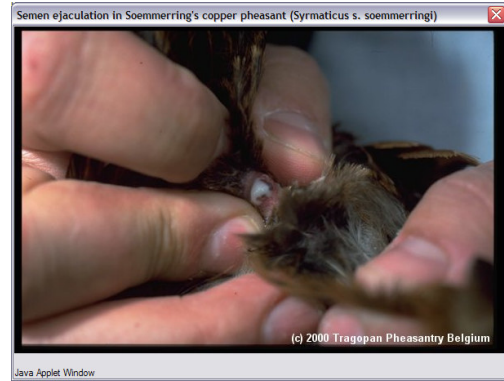 Semen ejaculation in Soemmerring's copper pheasant (Syrmaticus s. soemmerringi)
(c) 2000 Tragopan Pheasantry Belgium
Java Applet Window